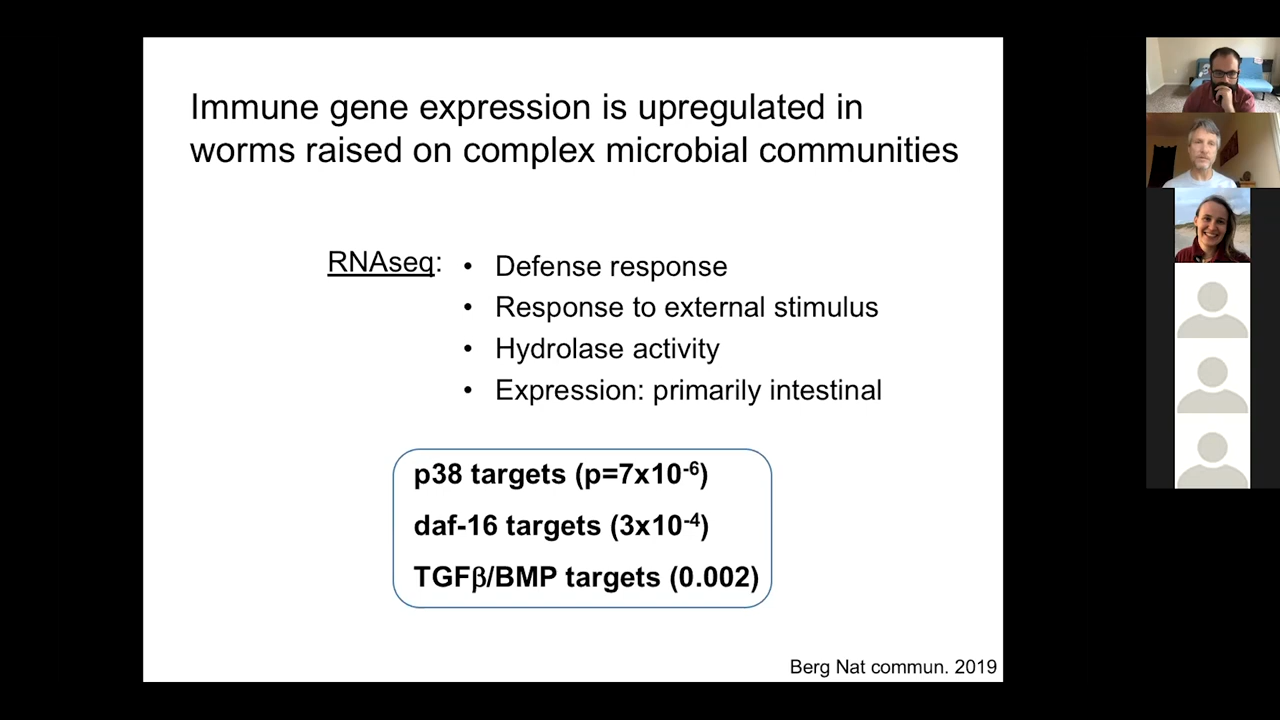 Immune gene expression is upregulated in
worms raised on complex microbial communities
RNAseq:
• Defense response
• Response to external stimulus
• Hydrolase activity
• Expression: primarily intestinal
p38 targets (p=7x10⁻⁶)
daf-16 targets (3x10⁻⁴)
TGFβ/BMP targets (0.002)
Berg Nat commun. 2019